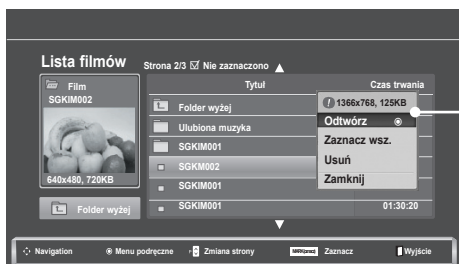 Lista filmów
Strona 2/3 ☑ Nie zaznaczono
Film
SGKIM002
640x480, 720KB
Folder wyżej
Tytuł Czas trwania
Folder wyżej
Ulubiona muzyka
SGKIM001
SGKM002
SGKIM001
SGKIM001 01:30:20
1366x768, 125KB
Odtwórz
Zaznacz wsz.
Usuń
Zamknij
Navigation Menu podręczne Zmiana strony Zaznacz Wyjście